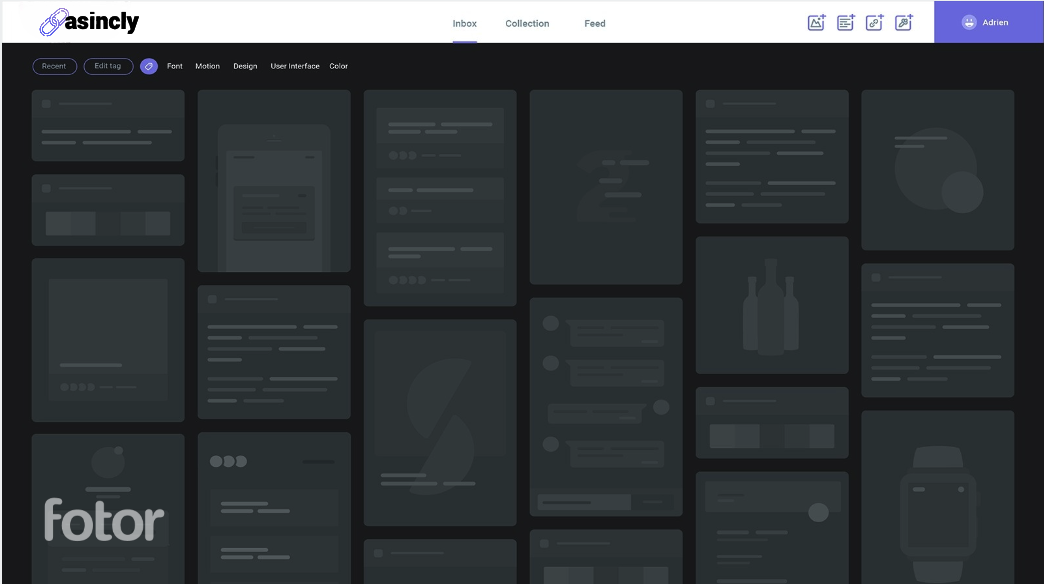 asincly
Inbox Collection Feed
Adrien
Recent Edit tag Font Motion Design User interface Color
fotor